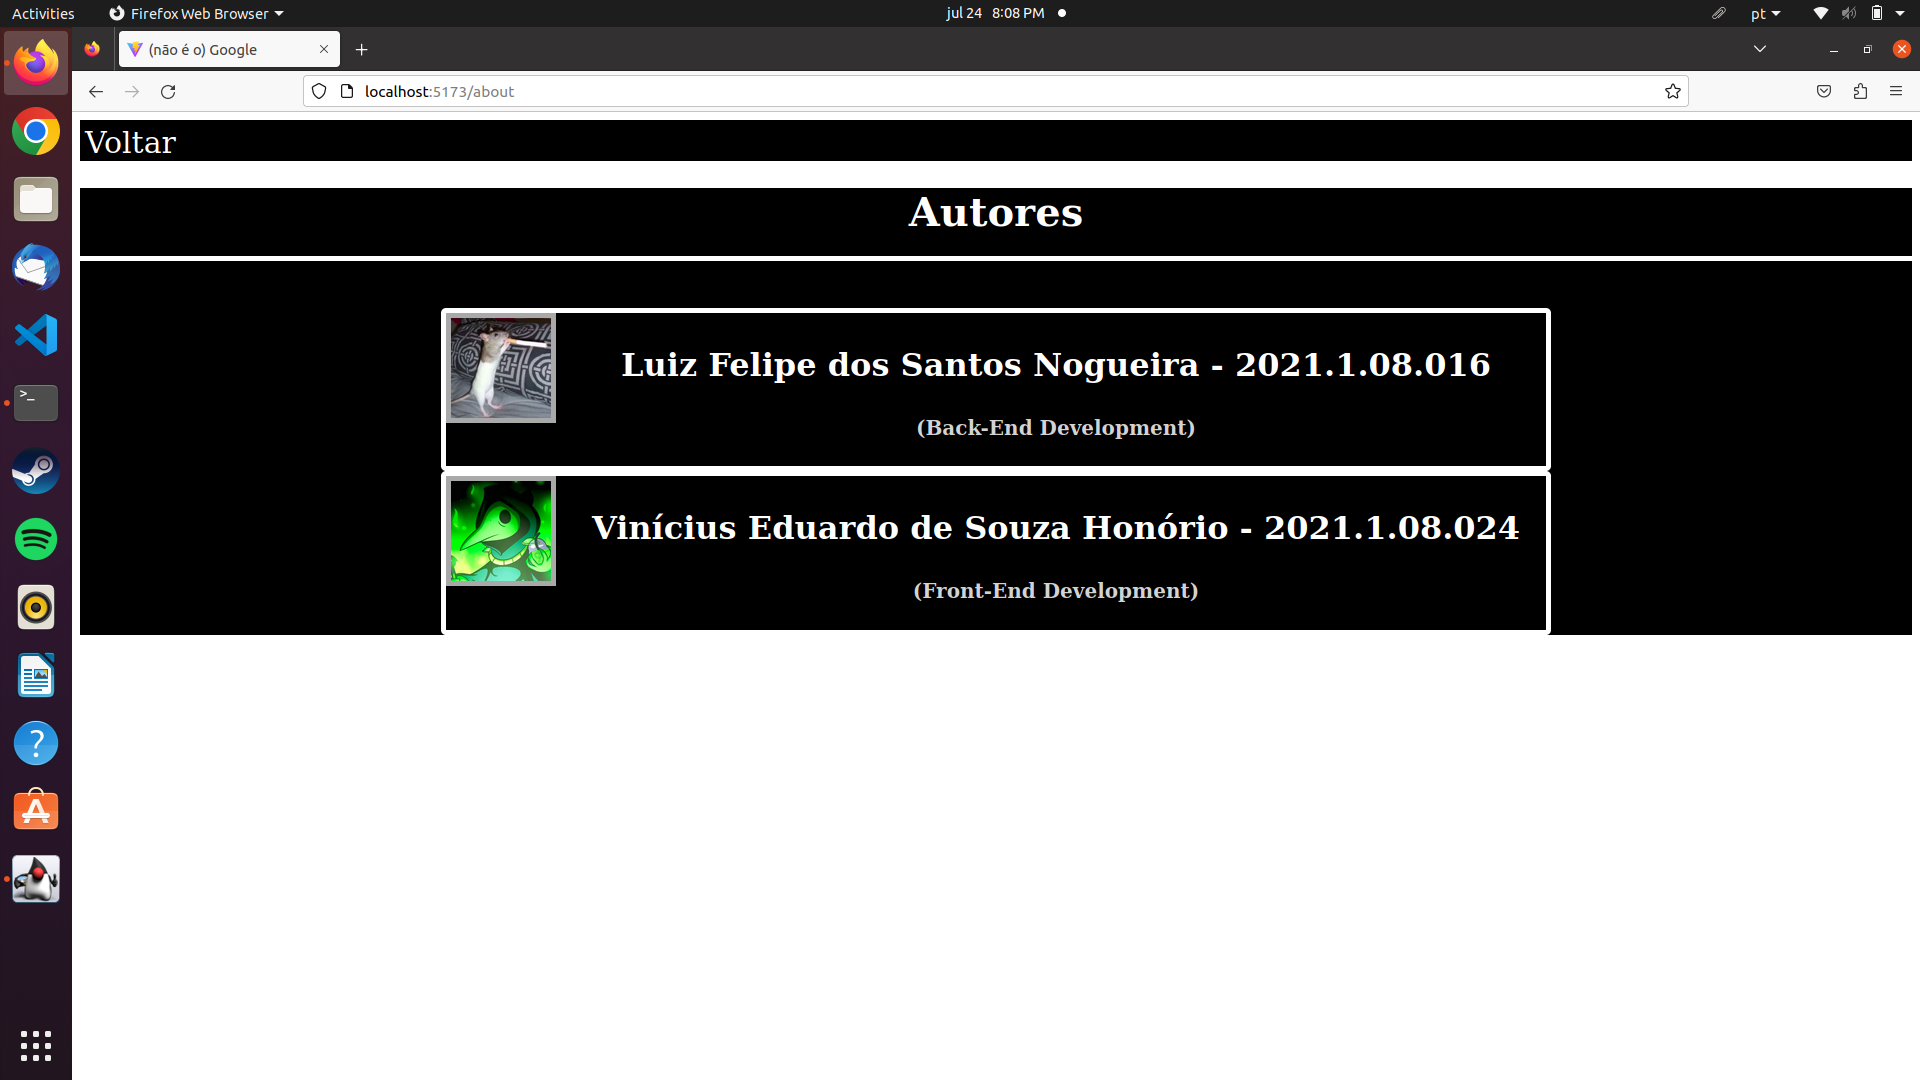 Activities Firefox Web Browser jul 24 8:08 PM pt
(não é o) Google
localhost:5173/about
Voltar
Autores
Luiz Felipe dos Santos Nogueira - 2021.1.08.016
(Back-End Development)
Vinícius Eduardo de Souza Honório - 2021.1.08.024
(Front-End Development)